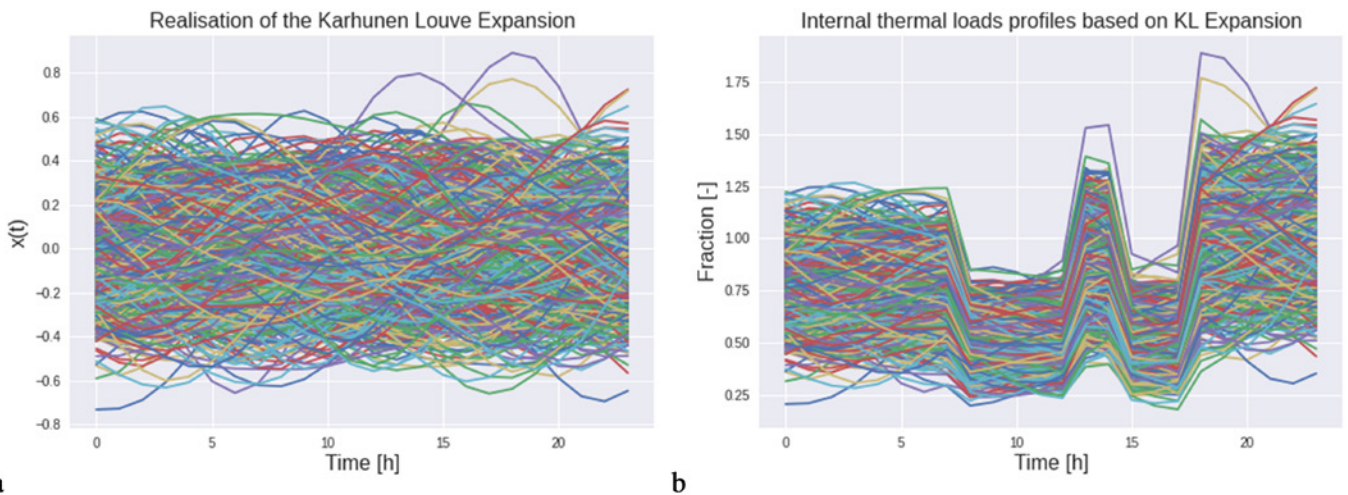 Realisation of the Karhunen Louve Expansion
x(t)
0.8
0.6
0.4
0.2
0.0
−0.2
−0.4
−0.6
−0.8
0 5 10 15 20
Time [h]
a
Internal thermal loads profiles based on KL Expansion
Fraction [-]
1.75
1.50
1.25
1.00
0.75
0.50
0.25
0 5 10 15 20
Time [h]
b